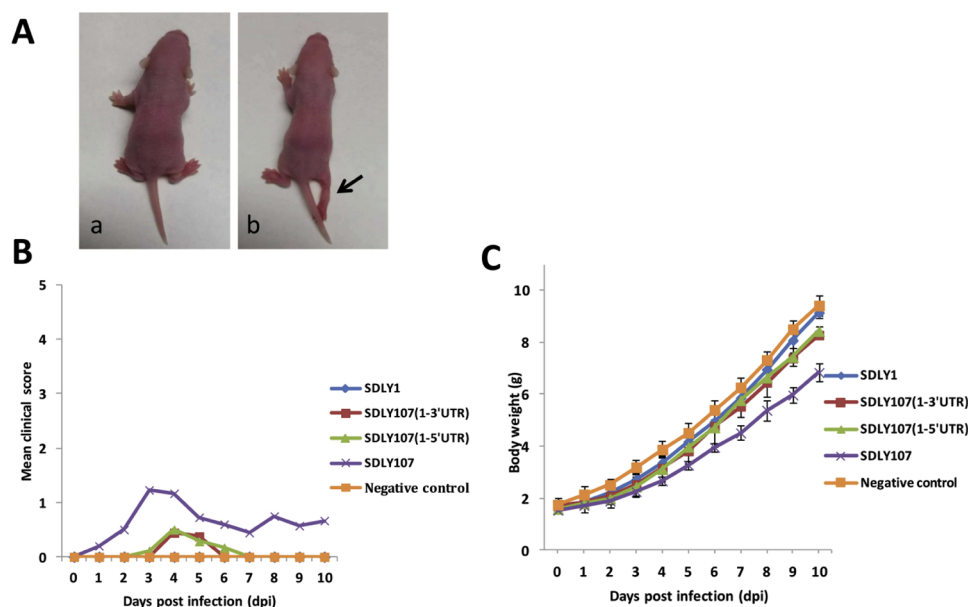 A
a
b
B
Mean clinical score
5
4
3
2
1
0
0 1 2 3 4 5 6 7 8 9 10
Days post infection (dpi)
SDLY1
SDLY107(1-3'UTR)
SDLY107(1-5'UTR)
SDLY107
Negative control
C
Body weight (g)
10
8
6
4
2
0
0 1 2 3 4 5 6 7 8 9 10
Days post infection (dpi)
SDLY1
SDLY107(1-3'UTR)
SDLY107(1-5'UTR)
SDLY107
Negative control